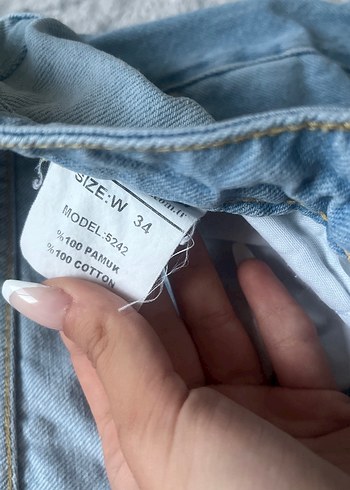 SIZE:W 34
MODEL:5242
%100 PAMUK
%100 COTTON